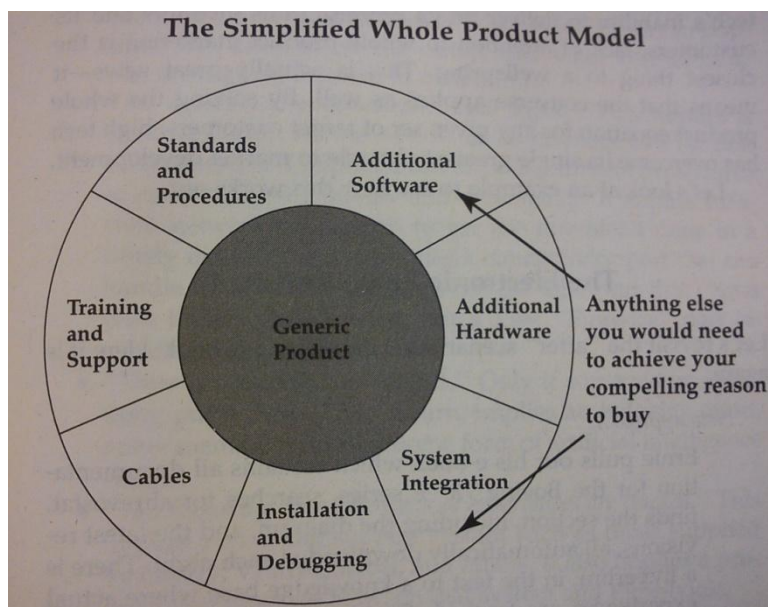 The Simplified Whole Product Model
Standards
and
Procedures
Additional
Software
Training
and
Support
Generic
Product
Additional
Hardware
Anything else
you would need
to achieve your
compelling reason
to buy
Cables
Installation
and
Debugging
System
Integration